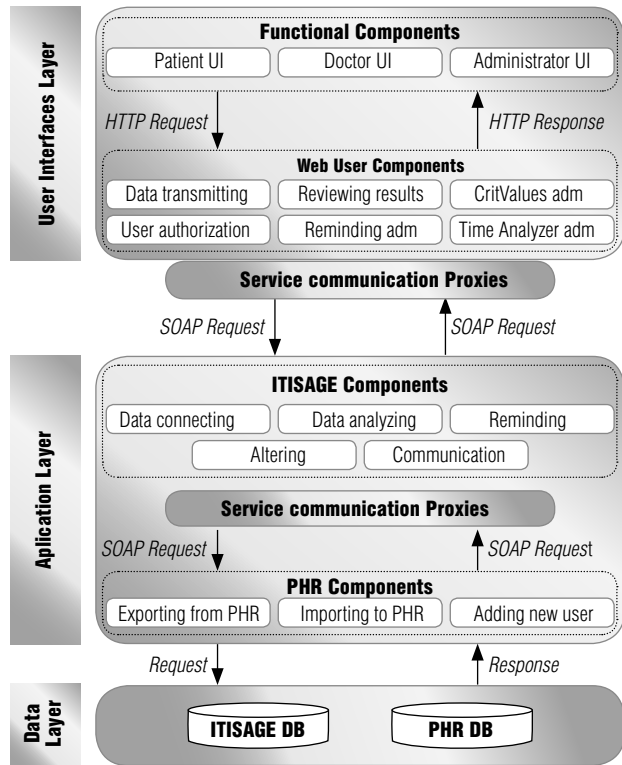 User Interfaces Layer
Functional Components
Patient UI Doctor UI Administrator UI
HTTP Request HTTP Response
Web User Components
Data transmitting Reviewing results CritValues adm
User authorization Reminding adm Time Analyzer adm
Service communication Proxies
SOAP Request SOAP Request
Aplication Layer
ITISAGE Components
Data connecting Data analyzing Reminding
Altering Communication
Service communication Proxies
SOAP Request SOAP Request
PHR Components
Exporting from PHR Importing to PHR Adding new user
Request Response
Data
Layer
ITISAGE DB PHR DB